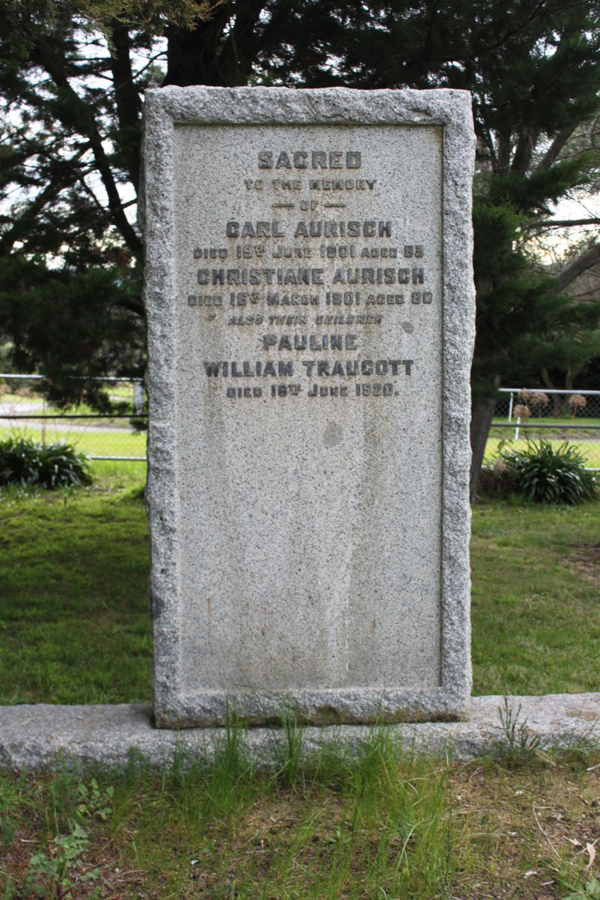 SACRED
TO THE MEMORY
— OF —
CARL AURISCH
DIED 19TH JUNE 1901 AGED 83
CHRISTIANE AURISCH
DIED 16TH MARCH 1901 AGED 80
ALSO THEIR CHILDREN
PAULINE
WILLIAM TRAUGOTT
DIED 16TH JUNE 1920.